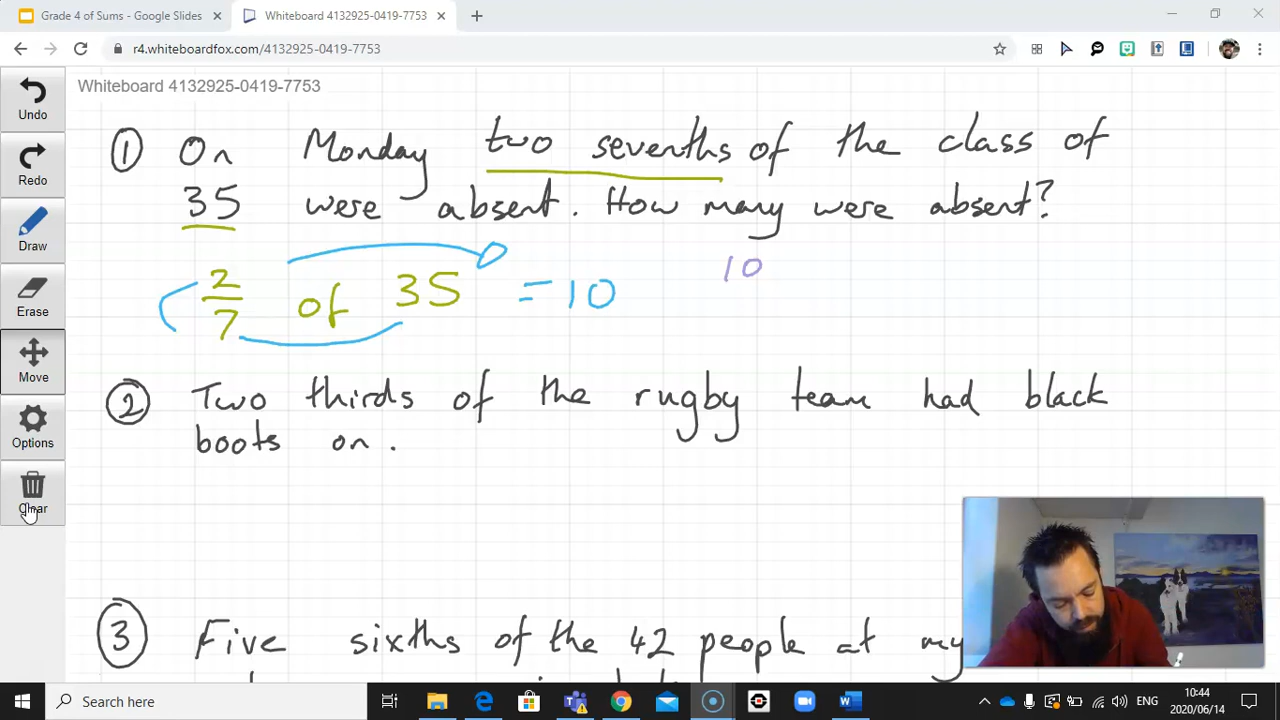 Grade 4 of Sums - Google Slides
Whiteboard 4132925-0419-7753
r4.whiteboardfox.com/4132925-0419-7753
Whiteboard 4132925-0419-7753
Undo
Redo
Draw
Erase
Move
Options
Clear
① On Monday two sevenths of the class of
35 were absent. How many were absent?
10
2/7 of 35 = 10
② Two thirds of the rugby team had black
boots on.
③ Five sixths of the 42 people at my
Search here
ENG
10:44
2020/06/14